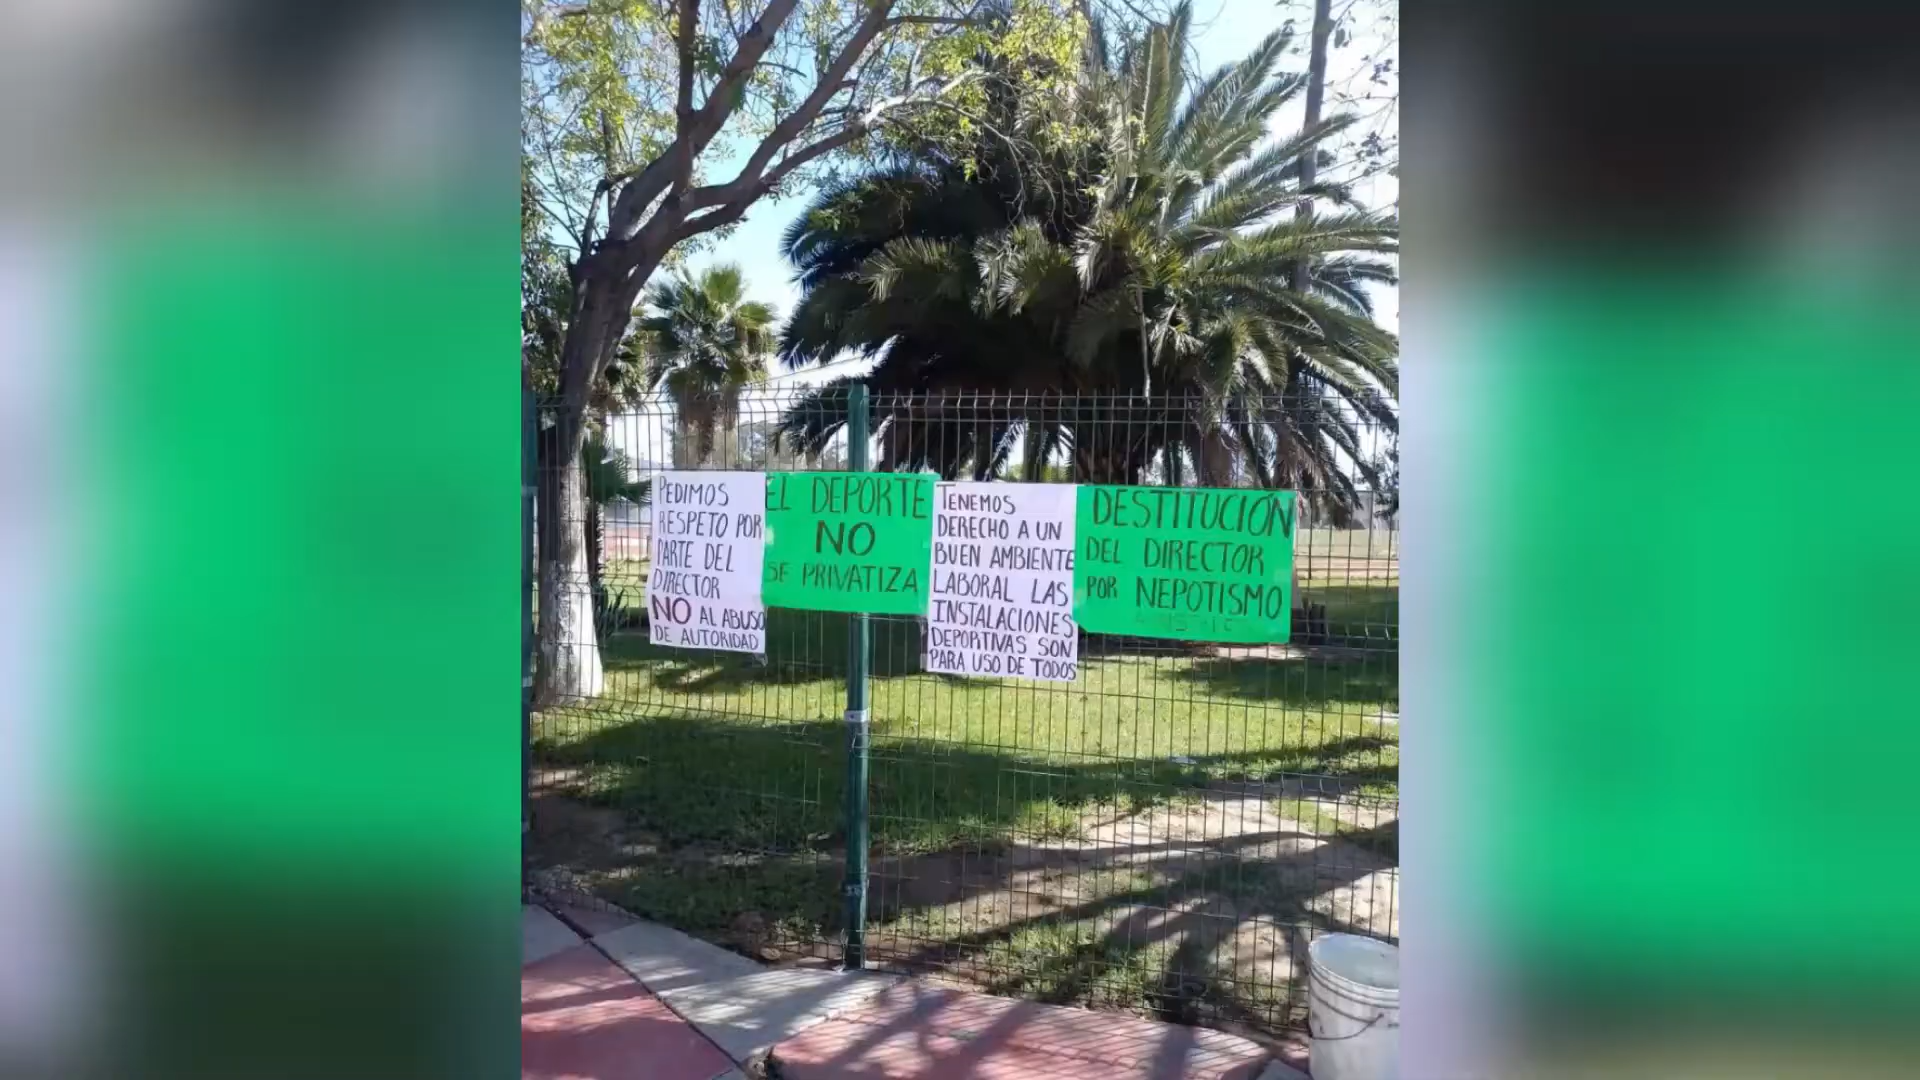 PEDIMOS
RESPETO POR
PARTE DEL
DIRECTOR
NO AL ABUSO
DE AUTORIDAD
EL DEPORTE
NO
SE PRIVATIZA
TENEMOS
DERECHO A UN
BUEN AMBIENTE
LABORAL LAS
INSTALACIONES
DEPORTIVAS SON
PARA USO DE TODOS
DESTITUCIÓN
DEL DIRECTOR
POR NEPOTISMO